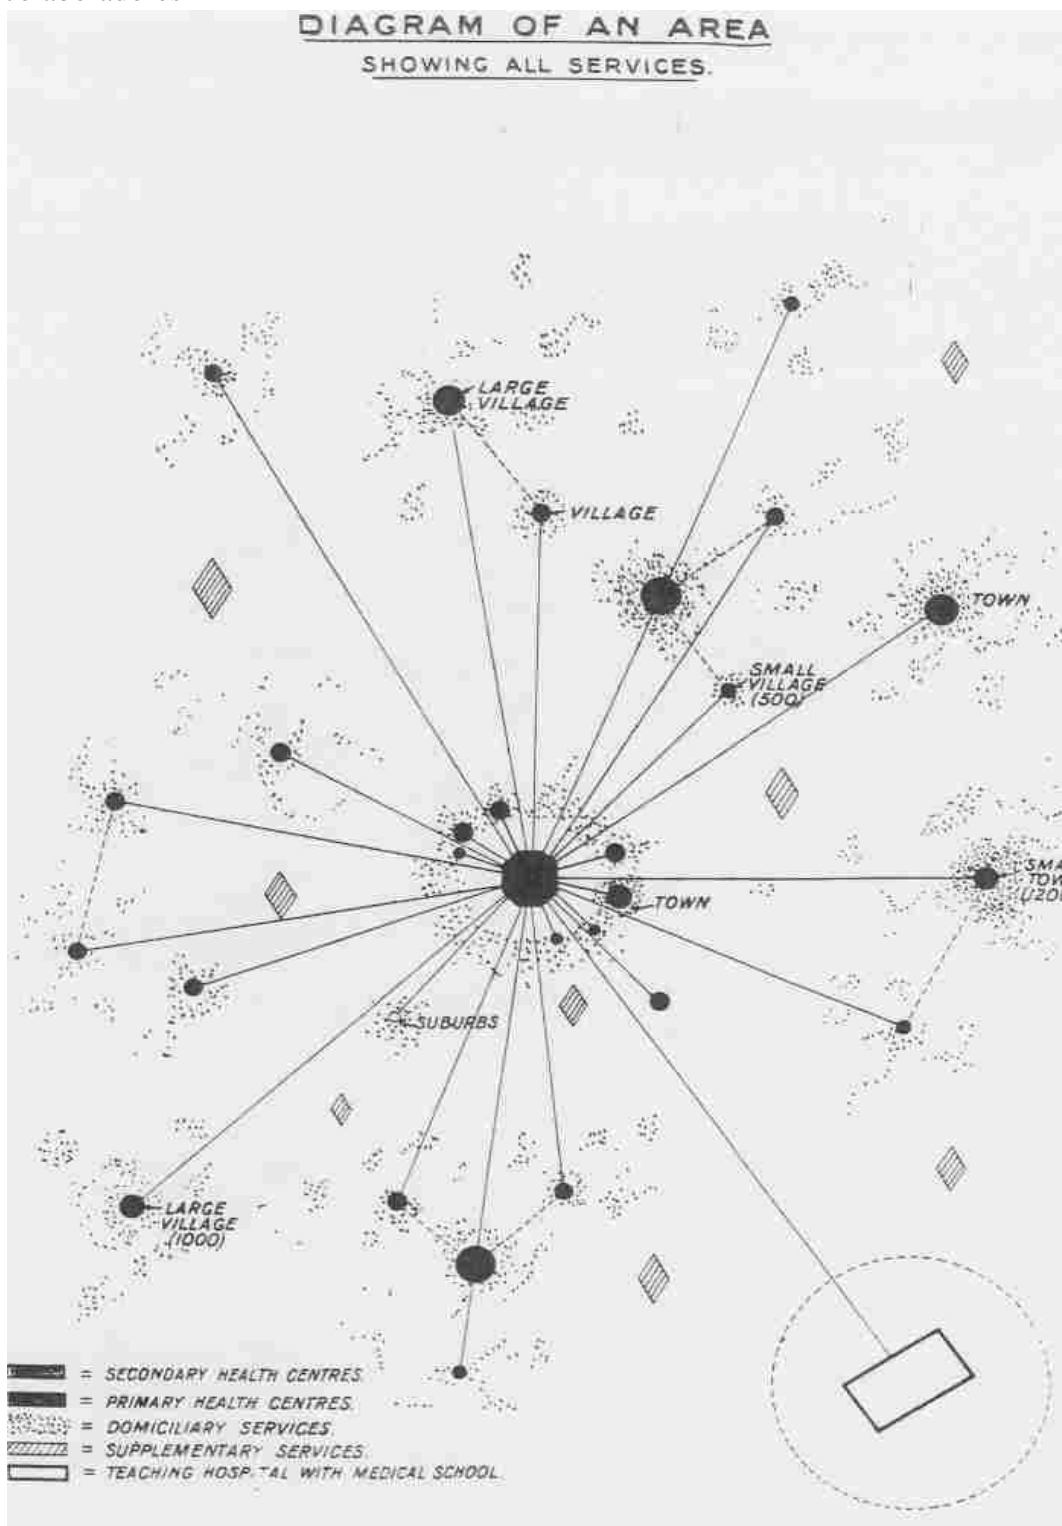 DIAGRAM OF AN AREA
SHOWING ALL SERVICES.
LARGE
VILLAGE
VILLAGE
TOWN
SMALL
VILLAGE
(500)
TOWN
SUBURBS
LARGE
VILLAGE
(1000)
= SECONDARY HEALTH CENTRES.
= PRIMARY HEALTH CENTRES.
= DOMICILIARY SERVICES.
= SUPPLEMENTARY SERVICES.
= TEACHING HOSPITAL WITH MEDICAL SCHOOL.